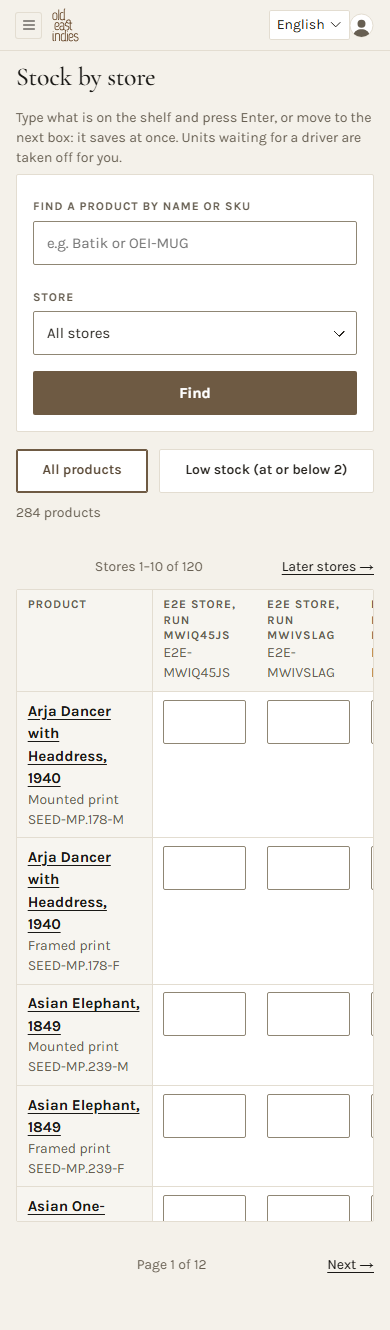 old
east
indies
English
Stock by store
Type what is on the shelf and press Enter, or move to the
next box: it saves at once. Units waiting for a driver are
taken off for you.
FIND A PRODUCT BY NAME OR SKU
e.g. Batik or OEI-MUG
STORE
All stores
Find
All products
Low stock (at or below 2)
284 products
Stores 1–10 of 120
Later stores →
PRODUCT
E2E STORE,
RUN
MWIQ45JS
E2E-
MWIQ45JS
E2E STORE,
RUN
MWIVSLAG
E2E-
MWIVSLAG
Arja Dancer
with
Headdress,
1940
Mounted print
SEED-MP.178-M
Arja Dancer
with
Headdress,
1940
Framed print
SEED-MP.178-F
Asian Elephant,
1849
Mounted print
SEED-MP.239-M
Asian Elephant,
1849
Framed print
SEED-MP.239-F
Asian One-
Page 1 of 12
Next →